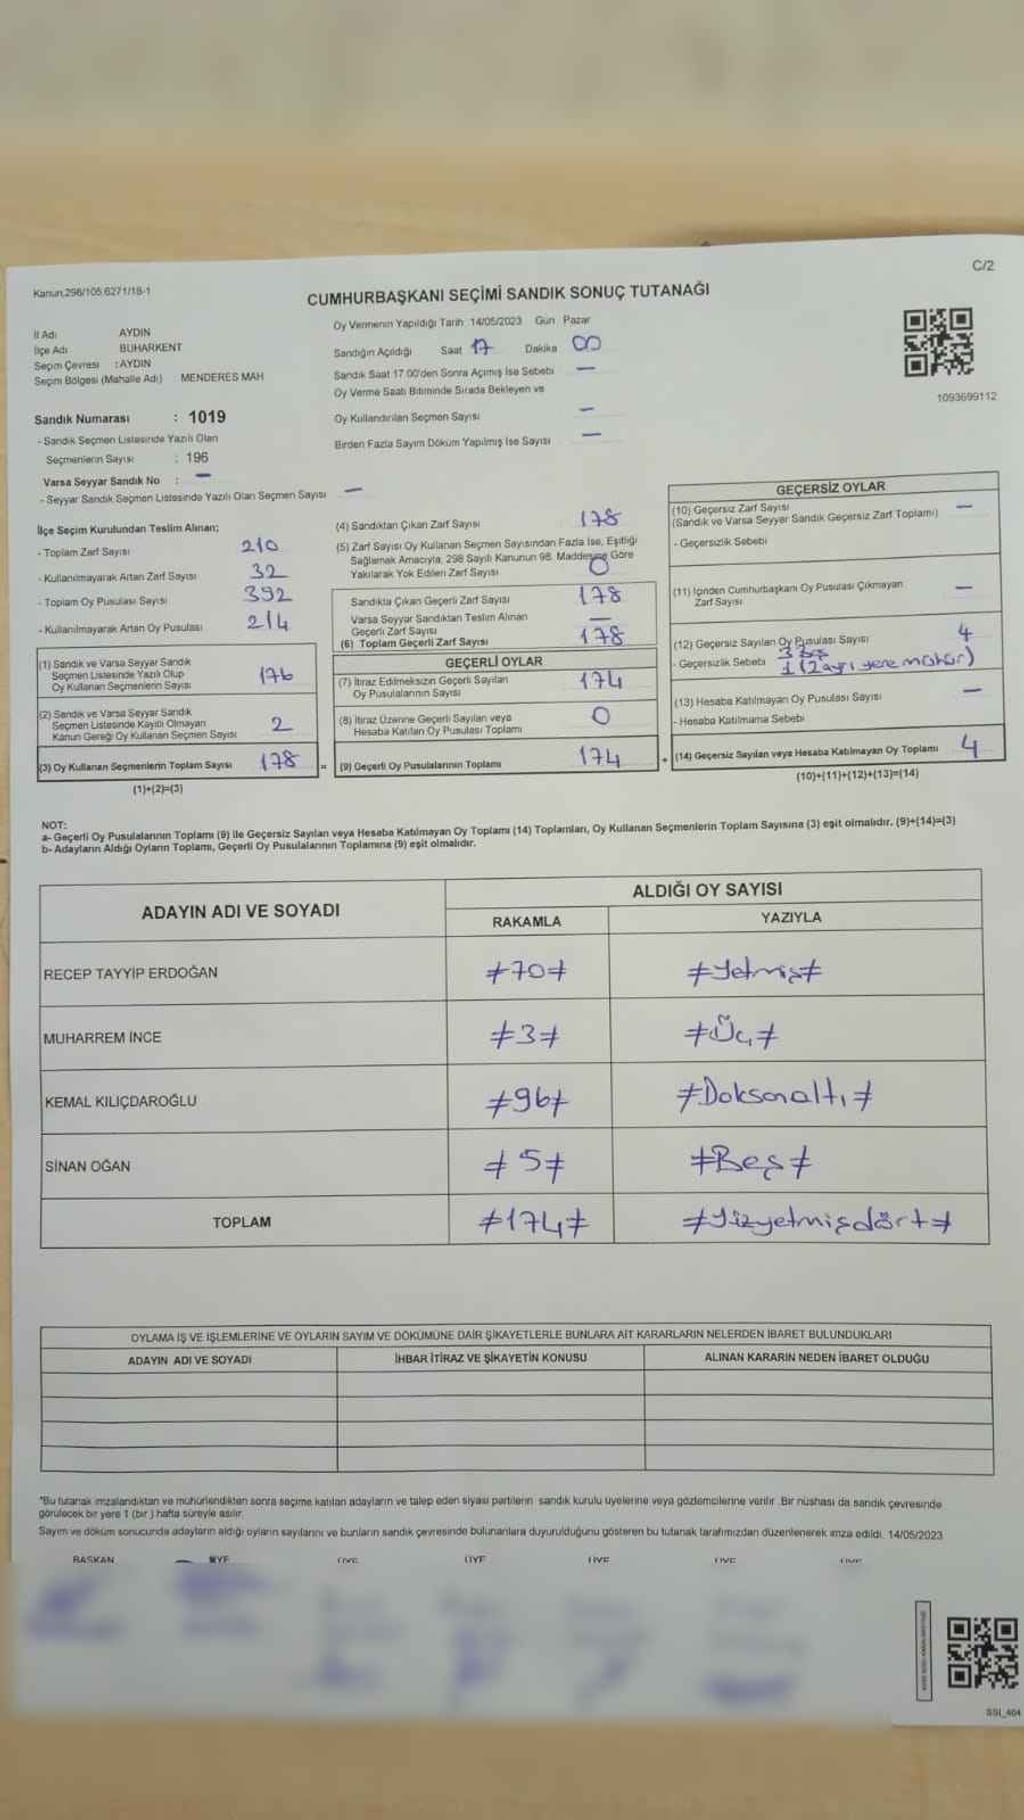 C/2
Kanun:298/105 6271/18-1
CUMHURBAŞKANI SEÇİMİ SANDIK SONUÇ TUTANAĞI
İl Adı AYDIN
İlçe Adı BUHARKENT
Seçim Çevresi : AYDIN
Seçim Bölgesi (Mahalle Adı) : MENDERES MAH
Sandık Numarası : 1019
- Sandık Seçmen Listesinde Yazılı Olan
Seçmenlerin Sayısı : 196
Varsa Seyyar Sandık No : —
- Seyyar Sandık Seçmen Listesinde Yazılı Olan Seçmen Sayısı —
Oy Vermenin Yapıldığı Tarih 14/05/2023 Gün Pazar
Sandığın Açıldığı Saat 17 Dakika 00
Sandık Saat 17.00'den Sonra Açımış İse Sebebi —
Oy Verme Saati Bitiminde Sırada Bekleyen ve
Oy Kullandırılan Seçmen Sayısı —
Birden Fazla Sayım Döküm Yapılmış İse Sayısı —
1093699112
İlçe Seçim Kurulundan Teslim Alınan;
- Toplam Zarf Sayısı 210
- Kullanılmayarak Artan Zarf Sayısı 32
- Toplam Oy Pusulası Sayısı 392
- Kullanılmayarak Artan Oy Pusulası 214
(1) Sandık ve Varsa Seyyar Sandık
Seçmen Listesinde Yazılı Olup
Oy Kullanan Seçmenlerin Sayısı 176
(2) Sandık ve Varsa Seyyar Sandık
Seçmen Listesinde Kayıtlı Olmayan
Kanun Gereği Oy Kullanan Seçmen Sayısı 2
(3) Oy Kullanan Seçmenlerin Toplam Sayısı 178
(1)+(2)=(3)
(4) Sandıktan Çıkan Zarf Sayısı 178
(5) Zarf Sayısı Oy Kullanan Seçmen Sayısından Fazla İse, Eşitliği
Sağlamak Amacıyla, 298 Sayılı Kanunun 98. Maddesine Göre
Yakılarak Yok Edilen Zarf Sayısı 0
Sandıkta Çıkan Geçerli Zarf Sayısı 178
Varsa Seyyar Sandıktan Teslim Alınan
Geçerli Zarf Sayısı —
(6) Toplam Geçerli Zarf Sayısı 178
GEÇERLİ OYLAR
(7) İtiraz Edilmeksizin Geçerli Sayılan
Oy Pusulalarının Sayısı 174
(8) İtiraz Üzerine Geçerli Sayılan veya
Hesaba Katılan Oy Pusulası Toplamı 0
= (9) Geçerli Oy Pusulalarının Toplamı 174
GEÇERSİZ OYLAR
(10) Geçersiz Zarf Sayısı —
(Sandık ve Varsa Seyyar Sandık Geçersiz Zarf Toplamı)
- Geçersizlik Sebebi
(11) İçinden Cumhurbaşkanı Oy Pusulası Çıkmayan
Zarf Sayısı —
(12) Geçersiz Sayılan Oy Pusulası Sayısı 4
3 boş
- Geçersizlik Sebebi 1 (2 ayrı yere mühür)
(13) Hesaba Katılmayan Oy Pusulası Sayısı —
- Hesaba Katılmama Sebebi
+ (14) Geçersiz Sayılan veya Hesaba Katılmayan Oy Toplamı 4
(10)+(11)+(12)+(13)=(14)
NOT:
a- Geçerli Oy Pusulalarının Toplamı (9) ile Geçersiz Sayılan veya Hesaba Katılmayan Oy Toplamı (14) Toplamları, Oy Kullanan Seçmenlerin Toplam Sayısına (3) eşit olmalıdır. (9)+(14)=(3)
b- Adayların Aldığı Oyların Toplamı, Geçerli Oy Pusulalarının Toplamına (9) eşit olmalıdır.
ADAYIN ADI VE SOYADI
ALDIĞI OY SAYISI
RAKAMLA YAZIYLA
RECEP TAYYİP ERDOĞAN ≠70≠ ≠Yetmiş≠
MUHARREM İNCE ≠3≠ ≠Üç≠
KEMAL KILIÇDAROĞLU ≠96≠ ≠Doksanaltı≠
SİNAN OĞAN ≠5≠ ≠Beş≠
TOPLAM ≠174≠ ≠Yüzyetmişdört≠
OYLAMA İŞ VE İŞLEMLERİNE VE OYLARIN SAYIM VE DÖKÜMÜNE DAİR ŞİKAYETLERLE BUNLARA AİT KARARLARIN NELERDEN İBARET BULUNDUKLARI
ADAYIN ADI VE SOYADI İHBAR İTİRAZ VE ŞİKAYETİN KONUSU ALINAN KARARIN NEDEN İBARET OLDUĞU
*Bu tutanak imzalandıktan ve mühürlendikten sonra seçime katılan adayların ve talep eden siyasi partilerin sandık kurulu üyelerine veya gözlemcilerine verilir. Bir nüshası da sandık çevresinde
görülecek bir yere 1 (bir ) hafta süreyle asılır.
Sayım ve döküm sonucunda adayların aldığı oyların sayılarını ve bunların sandık çevresinde bulunanlara duyurulduğunu gösteren bu tutanak tarafımızdan düzenlenerek imza edildi. 14/05/2023
BAŞKAN ÜYE ÜYE ÜYE ÜYE ÜYE ÜYE
SSI_404